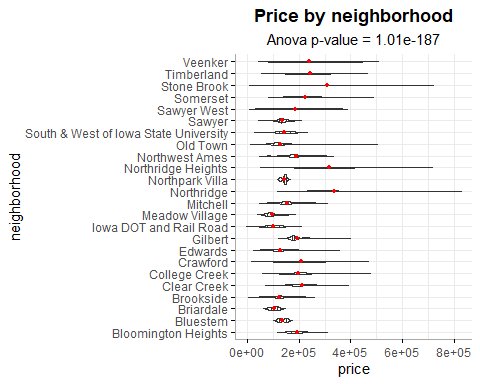 Price by neighborhood
Anova p-value = 1.01e-187
neighborhood
Veenker
Timberland
Stone Brook
Somerset
Sawyer West
Sawyer
South & West of Iowa State University
Old Town
Northwest Ames
Northridge Heights
Northpark Villa
Northridge
Mitchell
Meadow Village
Iowa DOT and Rail Road
Gilbert
Edwards
Crawford
College Creek
Clear Creek
Brookside
Briardale
Bluestem
Bloomington Heights
0e+00 2e+05 4e+05 6e+05 8e+05
price